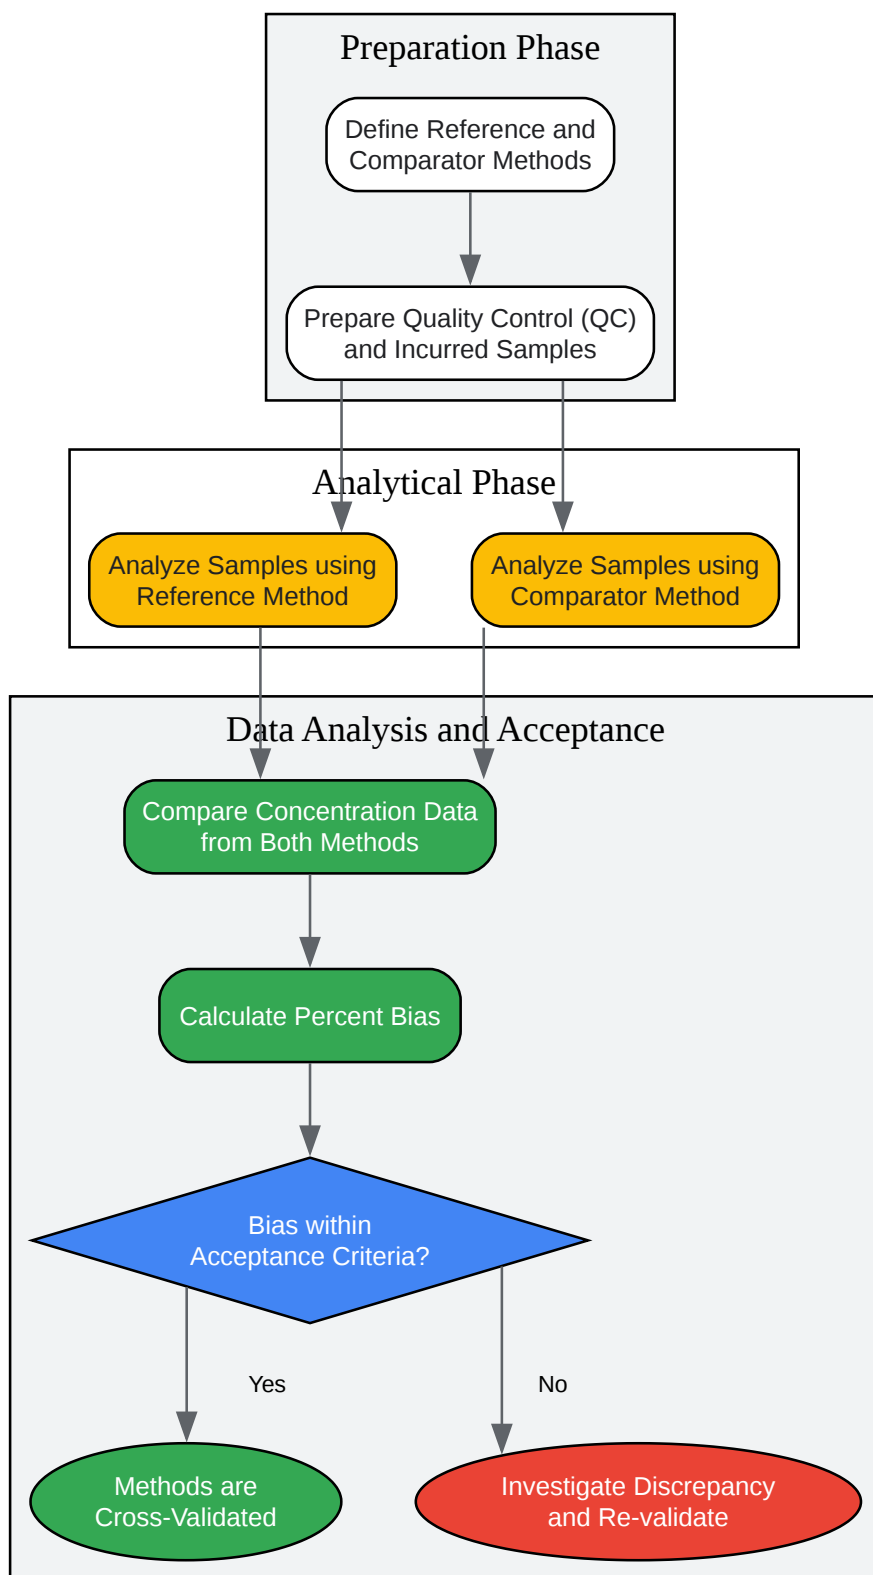 Preparation Phase
Define Reference and
Comparator Methods
Prepare Quality Control (QC)
and Incurred Samples
Analytical Phase
Analyze Samples using
Reference Method
Analyze Samples using
Comparator Method
Data Analysis and Acceptance
Compare Concentration Data
from Both Methods
Calculate Percent Bias
Bias within
Acceptance Criteria?
Yes
No
Methods are
Cross-Validated
Investigate Discrepancy
and Re-validate